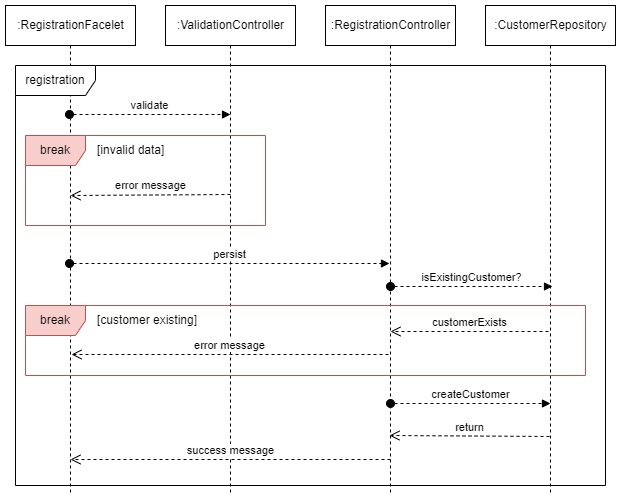 :RegistrationFacelet
:ValidationController
:RegistrationController
:CustomerRepository
registration
validate
break
[invalid data]
error message
persist
isExistingCustomer?
break
[customer existing]
customerExists
error message
createCustomer
return
success message